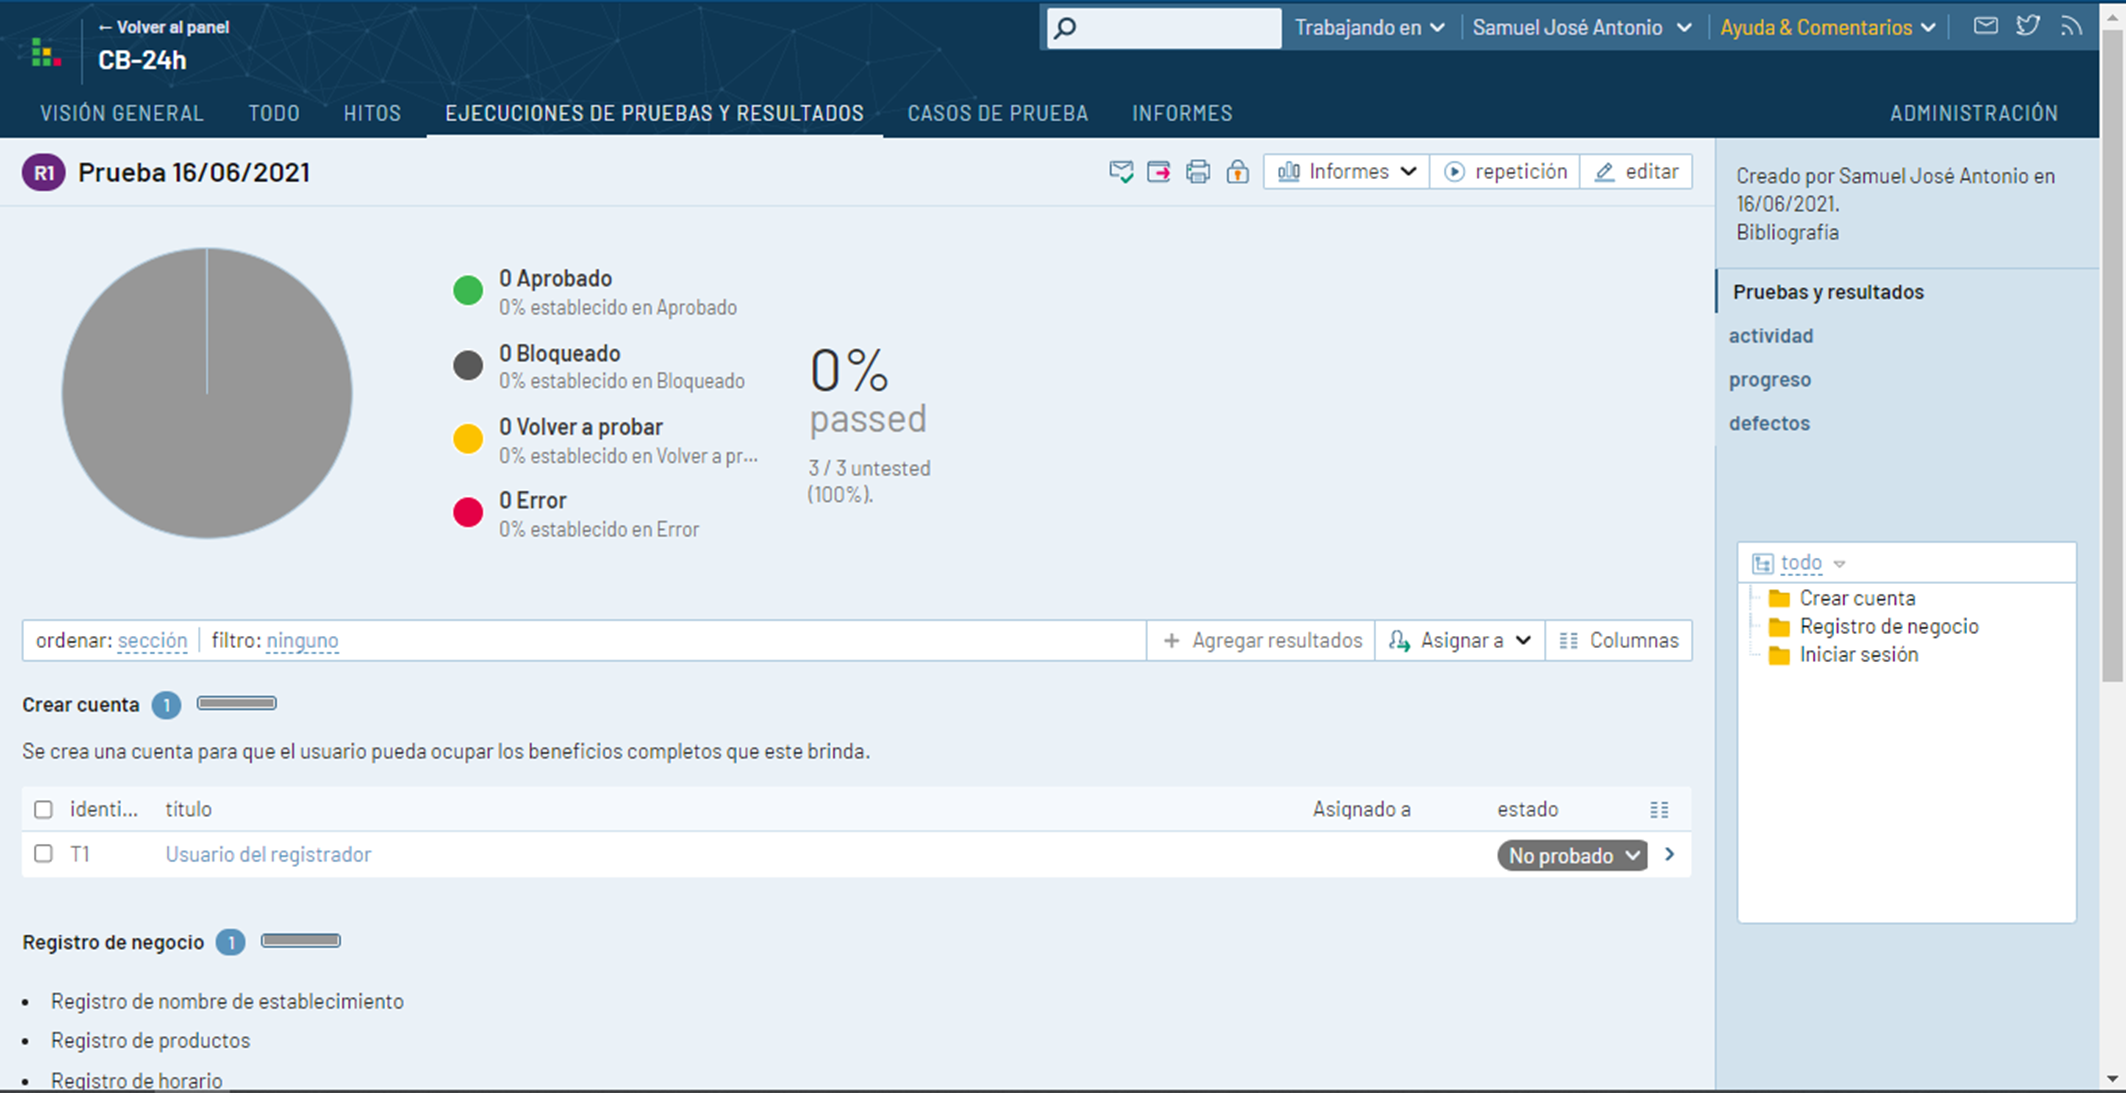 ← Volver al panel
CB-24h
Trabajando en
Samuel José Antonio
Ayuda & Comentarios
VISIÓN GENERAL
TODO
HITOS
EJECUCIONES DE PRUEBAS Y RESULTADOS
CASOS DE PRUEBA
INFORMES
ADMINISTRACIÓN
R1 Prueba 16/06/2021
Informes
repetición
editar
Creado por Samuel José Antonio en
16/06/2021.
Bibliografía
Pruebas y resultados
actividad
progreso
defectos
0 Aprobado
0% establecido en Aprobado
0 Bloqueado
0% establecido en Bloqueado
0 Volver a probar
0% establecido en Volver a pr...
0 Error
0% establecido en Error
0%
passed
3 / 3 untested
(100%).
todo
Crear cuenta
Registro de negocio
Iniciar sesión
ordenar: sección
filtro: ninguno
+ Agregar resultados
Asignar a
Columnas
Crear cuenta 1
Se crea una cuenta para que el usuario pueda ocupar los beneficios completos que este brinda.
identi... título Asignado a estado
T1 Usuario del registrador No probado
Registro de negocio 1
• Registro de nombre de establecimiento
• Registro de productos
• Registro de horario